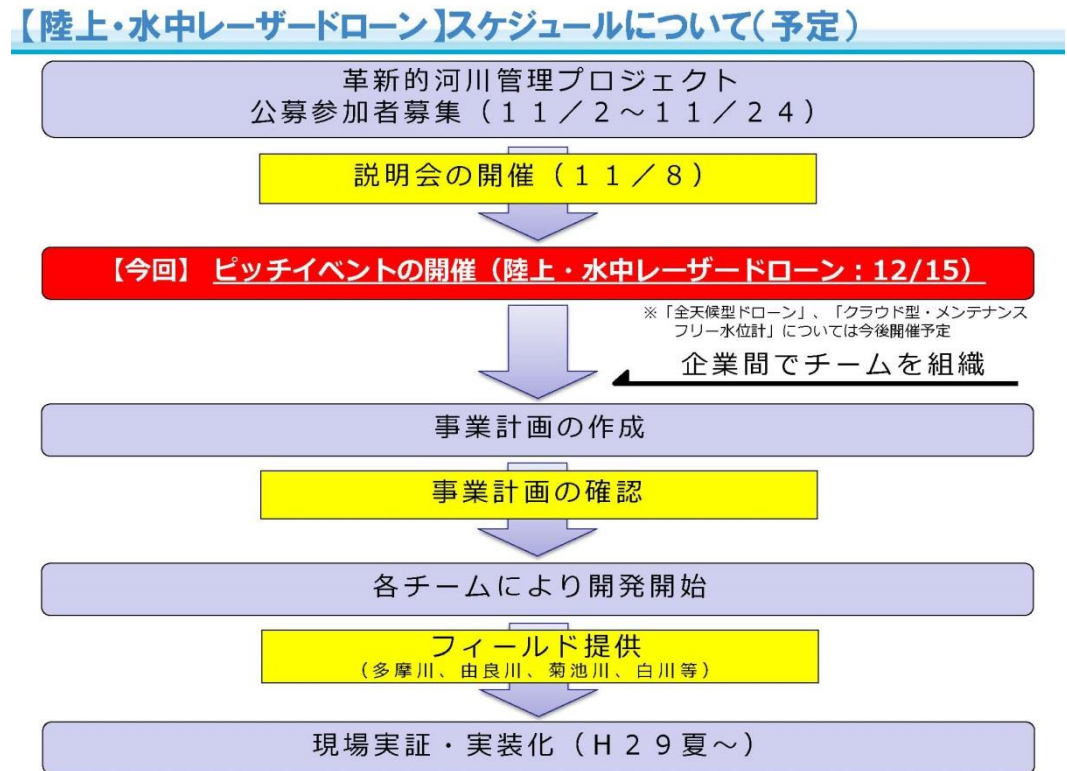 【陸上・水中レーザードローン】スケジュールについて(予定)
革新的河川管理プロジェクト
公募参加者募集（１１／２～１１／２４）
説明会の開催（１１／８）
【今回】 ピッチイベントの開催（陸上・水中レーザードローン：12/15）
※「全天候型ドローン」、「クラウド型・メンテナンス
フリー水位計」については今後開催予定
企業間でチームを組織
事業計画の作成
事業計画の確認
各チームにより開発開始
フィールド提供
（多摩川、由良川、菊池川、白川等）
現場実証・実装化（Ｈ２９夏～）